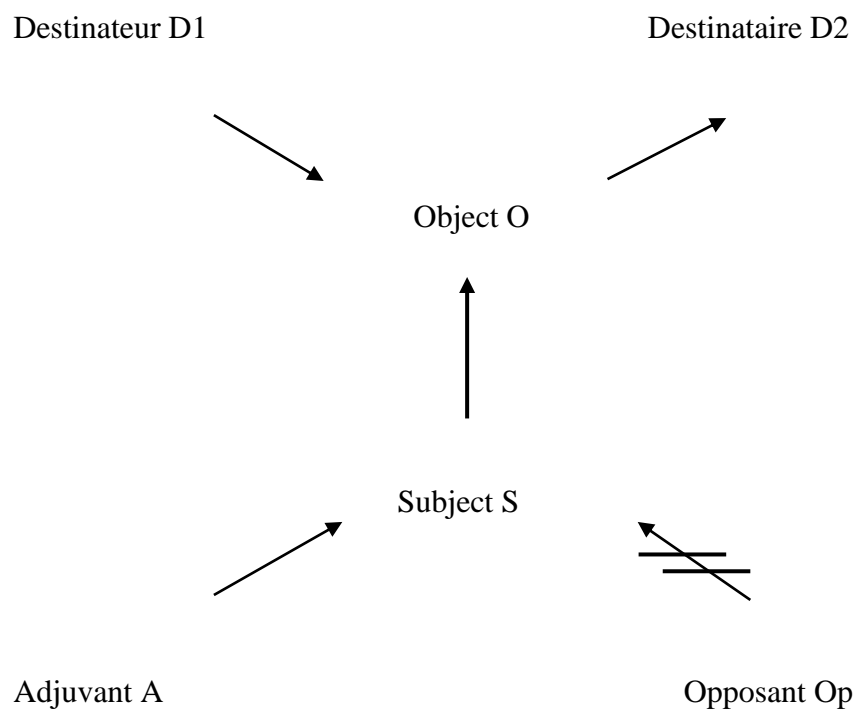 Destinateur D1
Destinataire D2
Object O
Subject S
Adjuvant A
Opposant Op